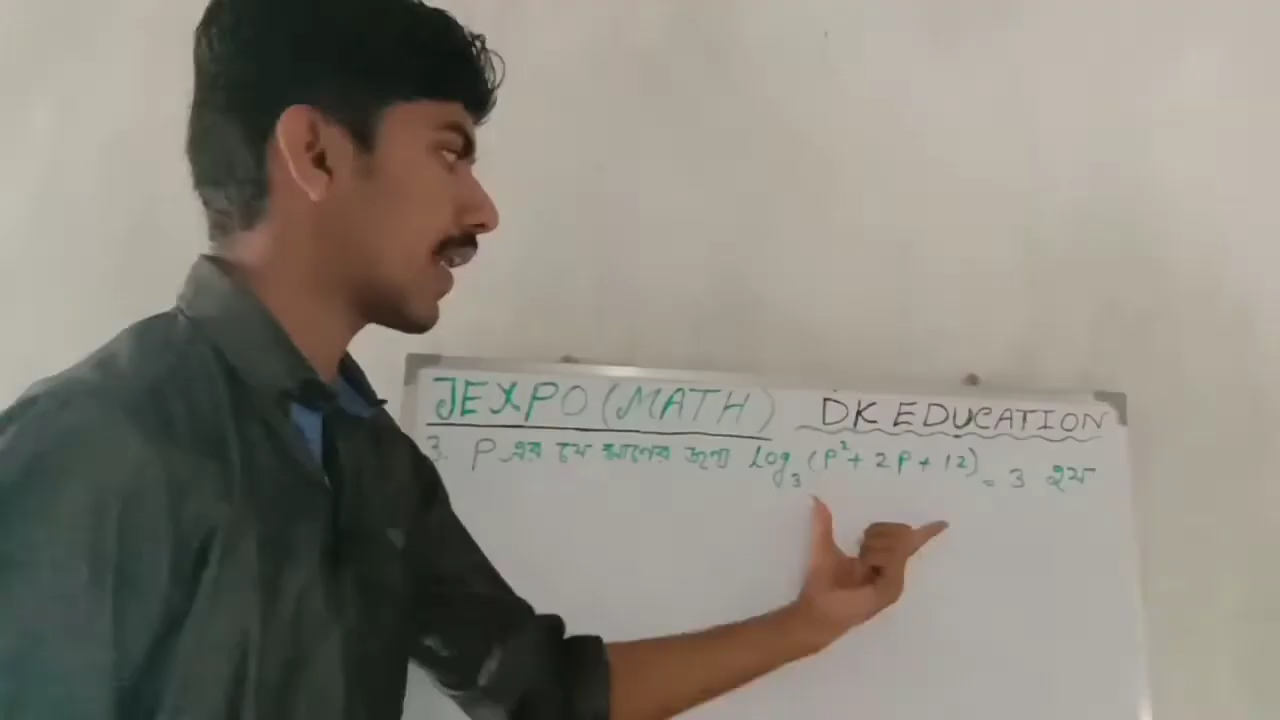 JEXPO (MATH) DK EDUCATION
3. P এর যে মানের জন্য log₃(P²+2P+12) = 3 হয়